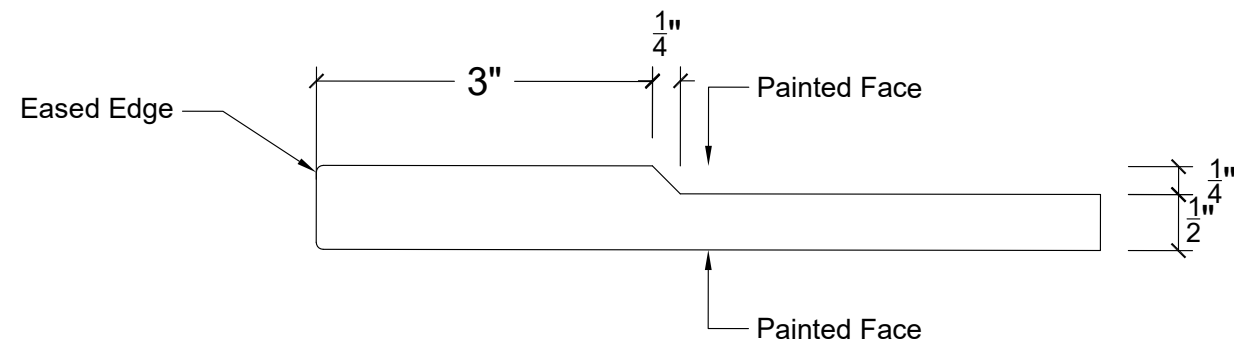 1/4"
3"
Painted Face
Eased Edge
1/4"
1/2"
Painted Face